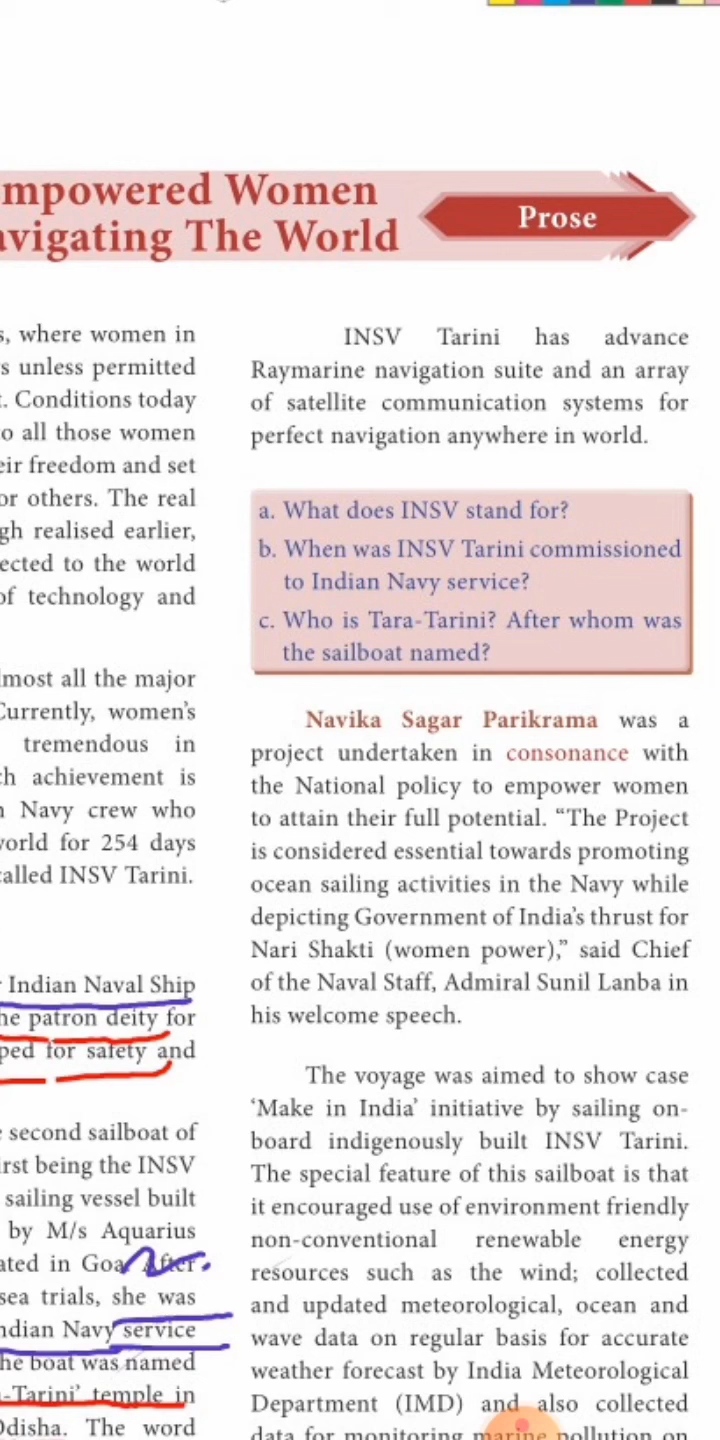 mpowered Women
avigating The World
Prose
s, where women in
s unless permitted
t. Conditions today
to all those women
eir freedom and set
or others. The real
gh realised earlier,
ected to the world
of technology and
lmost all the major
Currently, women's
tremendous in
ch achievement is
n Navy crew who
world for 254 days
called INSV Tarini.
r Indian Naval Ship
he patron deity for
ped for safety and
e second sailboat of
irst being the INSV
sailing vessel built
by M/s Aquarius
ated in Goa. After
sea trials, she was
ndian Navy service
he boat was named
-Tarini' temple in
Odisha. The word
INSV Tarini has advance
Raymarine navigation suite and an array
of satellite communication systems for
perfect navigation anywhere in world.
a. What does INSV stand for?
b. When was INSV Tarini commissioned
to Indian Navy service?
c. Who is Tara-Tarini? After whom was
the sailboat named?
Navika Sagar Parikrama was a
project undertaken in consonance with
the National policy to empower women
to attain their full potential. “The Project
is considered essential towards promoting
ocean sailing activities in the Navy while
depicting Government of India's thrust for
Nari Shakti (women power),” said Chief
of the Naval Staff, Admiral Sunil Lanba in
his welcome speech.
The voyage was aimed to show case
‘Make in India’ initiative by sailing on-
board indigenously built INSV Tarini.
The special feature of this sailboat is that
it encouraged use of environment friendly
non-conventional renewable energy
resources such as the wind; collected
and updated meteorological, ocean and
wave data on regular basis for accurate
weather forecast by India Meteorological
Department (IMD) and also collected
data for monitoring marine pollution on